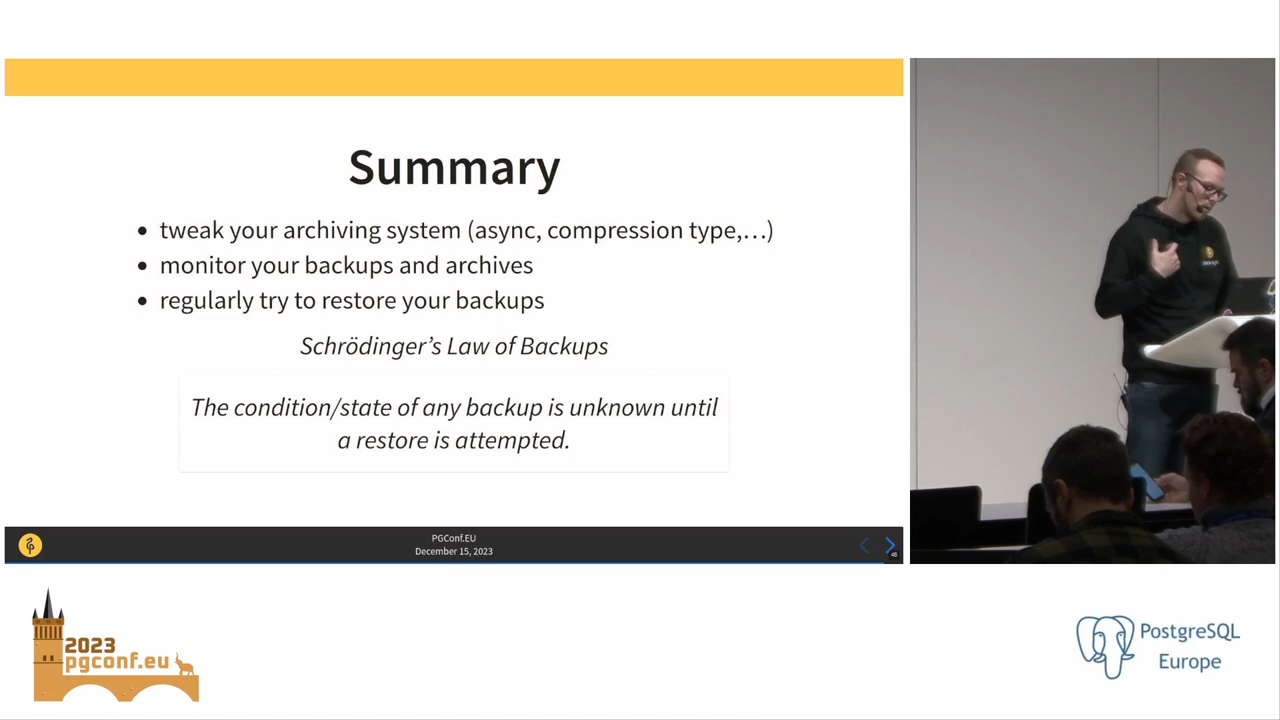 Summary
tweak your archiving system (async, compression type,…)
monitor your backups and archives
regularly try to restore your backups
Schrödinger’s Law of Backups
The condition/state of any backup is unknown until
a restore is attempted.
PGConf.EU
December 15, 2023
46
2023
pgconf.eu
PostgreSQL
Europe